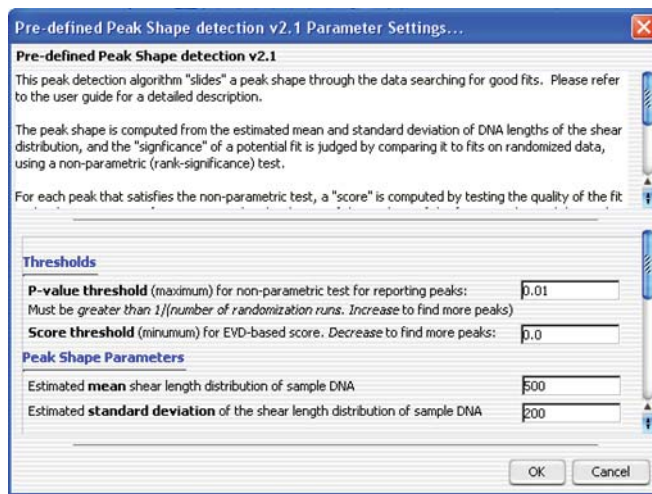 Pre-defined Peak Shape detection v2.1 Parameter Settings...
Pre-defined Peak Shape detection v2.1
This peak detection algorithm "slides" a peak shape through the data searching for good fits. Please refer
to the user guide for a detailed description.
The peak shape is computed from the estimated mean and standard deviation of DNA lengths of the shear
distribution, and the "signficance" of a potential fit is judged by comparing it to fits on randomized data,
using a non-parametric (rank-significance) test.
For each peak that satisfies the non-parametric test, a "score" is computed by testing the quality of the fit
Thresholds
P-value threshold (maximum) for non-parametric test for reporting peaks: 0.01
Must be greater than 1/(number of randomization runs. Increase to find more peaks)
Score threshold (minumum) for EVD-based score. Decrease to find more peaks: 0.0
Peak Shape Parameters
Estimated mean shear length distribution of sample DNA 500
Estimated standard deviation of the shear length distribution of sample DNA 200
OK Cancel